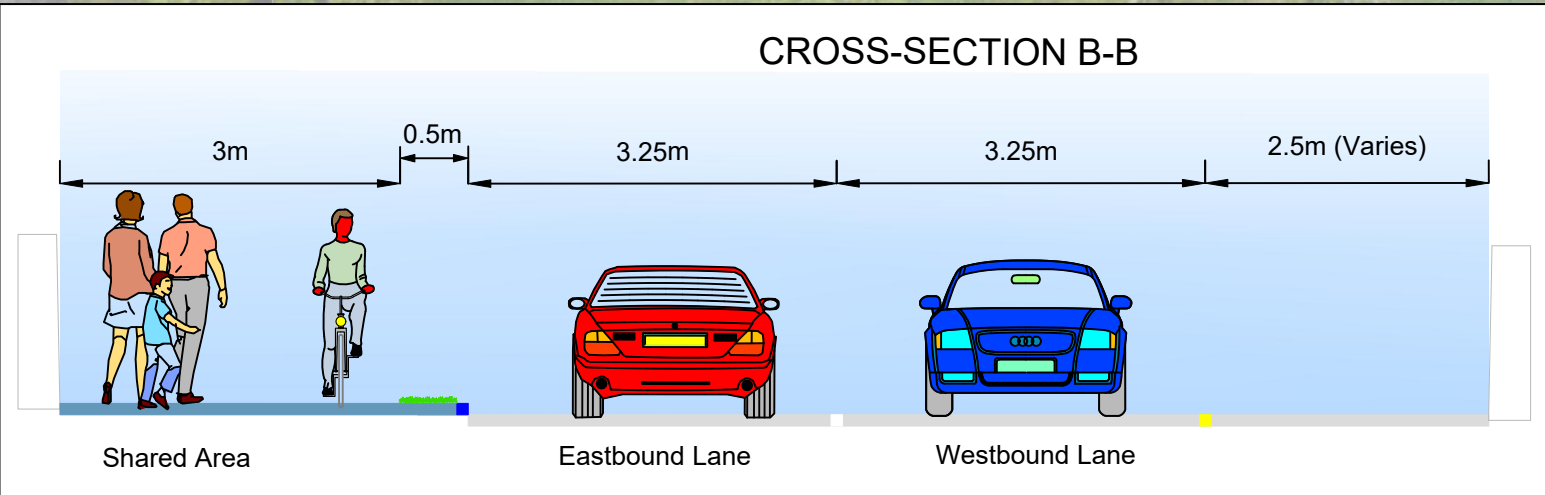 CROSS-SECTION B-B
3m
0.5m
3.25m
3.25m
2.5m (Varies)
Shared Area
Eastbound Lane
Westbound Lane